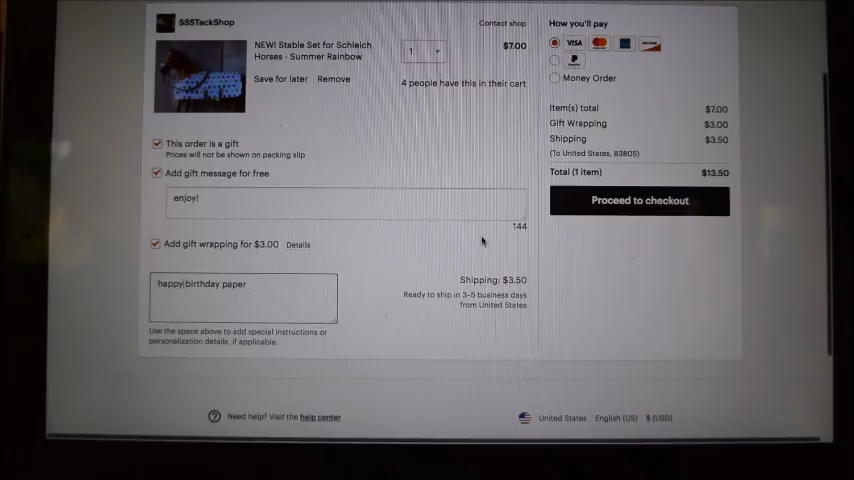 SSSTackShop
Contact shop
NEW! Stable Set for Schleich
Horses - Summer Rainbow
1
$7.00
Save for later Remove
4 people have this in their cart
This order is a gift
Prices will not be shown on packing slip
Add gift message for free
enjoy!
144
Add gift wrapping for $3.00 Details
happy birthday paper
Shipping: $3.50
Ready to ship in 3-5 business days
from United States
Use the space above to add special instructions or
personalization details, if applicable.
How you'll pay
VISA
PayPal
Money Order
Item(s) total $7.00
Gift Wrapping $3.00
Shipping $3.50
(To United States, 83805)
Total (1 item) $13.50
Proceed to checkout
Need help? Visit the help center
United States English (US) $ (USD)